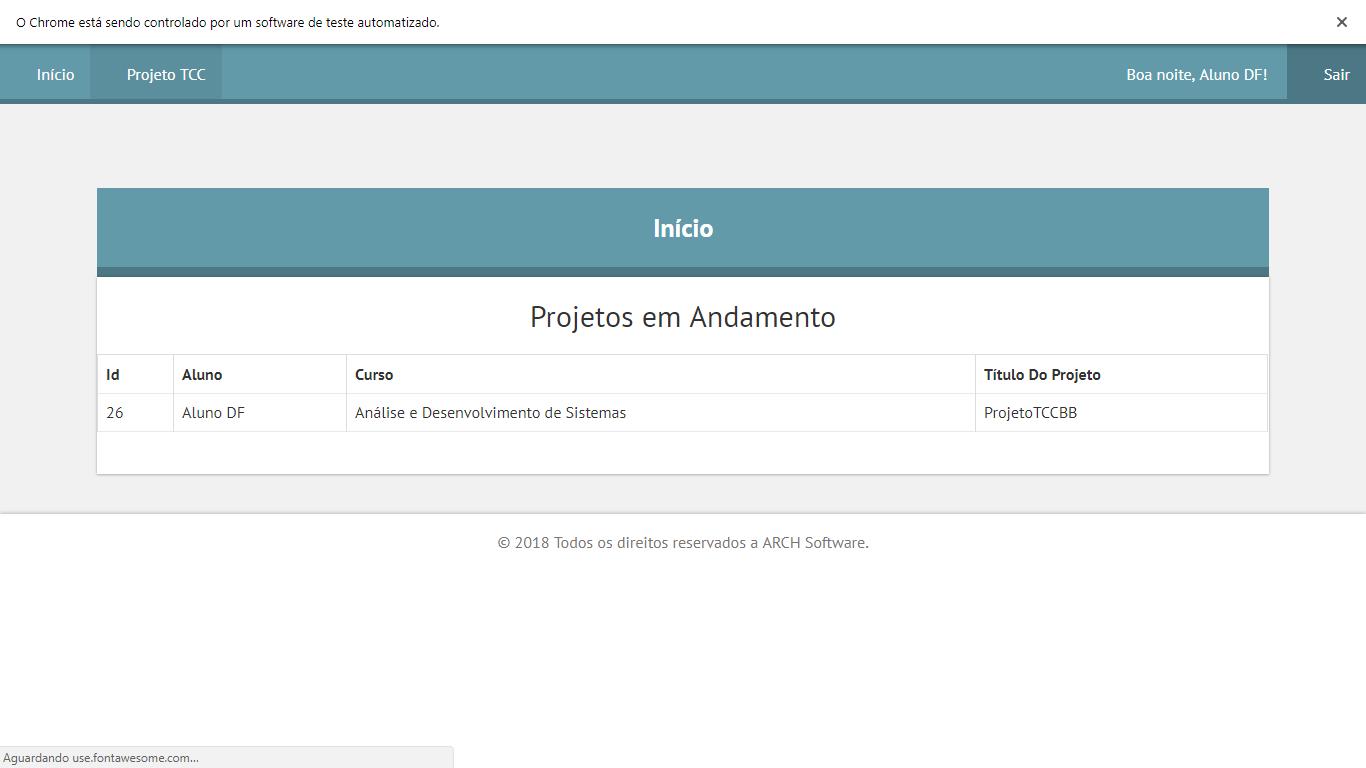 O Chrome está sendo controlado por um software de teste automatizado.
Início Projeto TCC Boa noite, Aluno DF! Sair
Início
Projetos em Andamento
Id Aluno Curso Título Do Projeto
26 Aluno DF Análise e Desenvolvimento de Sistemas ProjetoTCCBB
© 2018 Todos os direitos reservados a ARCH Software.
Aguardando use.fontawesome.com...